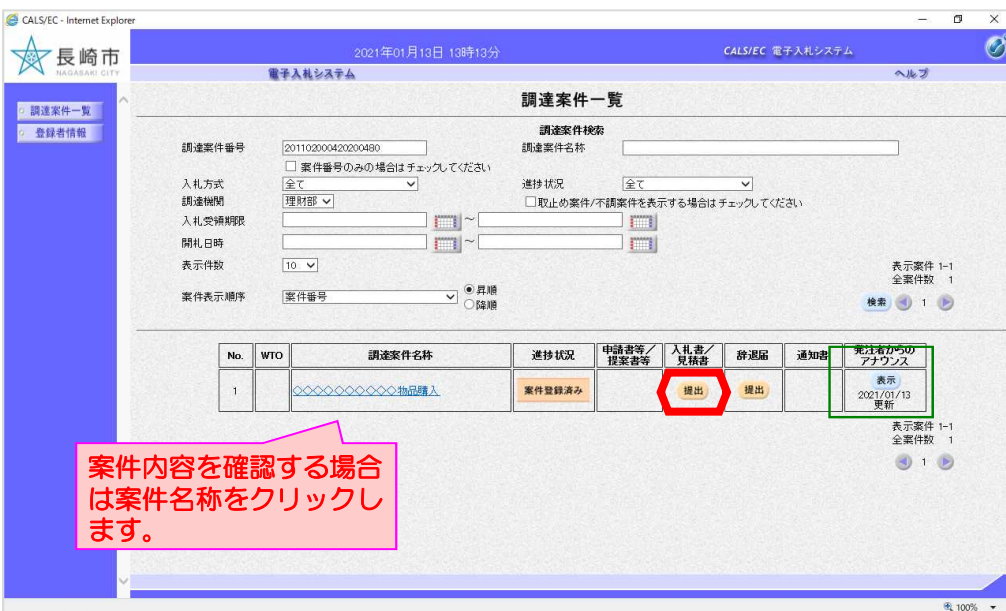 CALS/EC - Internet Explorer
長崎市
NAGASAKI CITY
2021年01月13日 13時13分
CALS/EC 電子入札システム
電子入札システム
ヘルプ
調達案件一覧
登録者情報
調達案件一覧
調達案件検索
調達案件番号 201102000420200480 調達案件名称
案件番号のみの場合はチェックしてください
入札方式 全て 進捗状況 全て
調達機関 理財部 取止め案件/不調案件を表示する場合はチェックしてください
入札受領期限 ～
開札日時 ～
表示件数 10
表示案件 1-1
全案件数 1
案件表示順序 案件番号 昇順
降順
検索 1
No. WTO 調達案件名称 進捗状況 申請書等/提案書等 入札書/見積書 辞退届 通知書 発注者からのアナウンス
1 ◇◇◇◇◇◇◇◇◇◇物品購入 案件登録済み 提出 提出 表示
2021/01/13
更新
表示案件 1-1
全案件数 1
1
案件内容を確認する場合
は案件名称をクリックし
ます。
100%